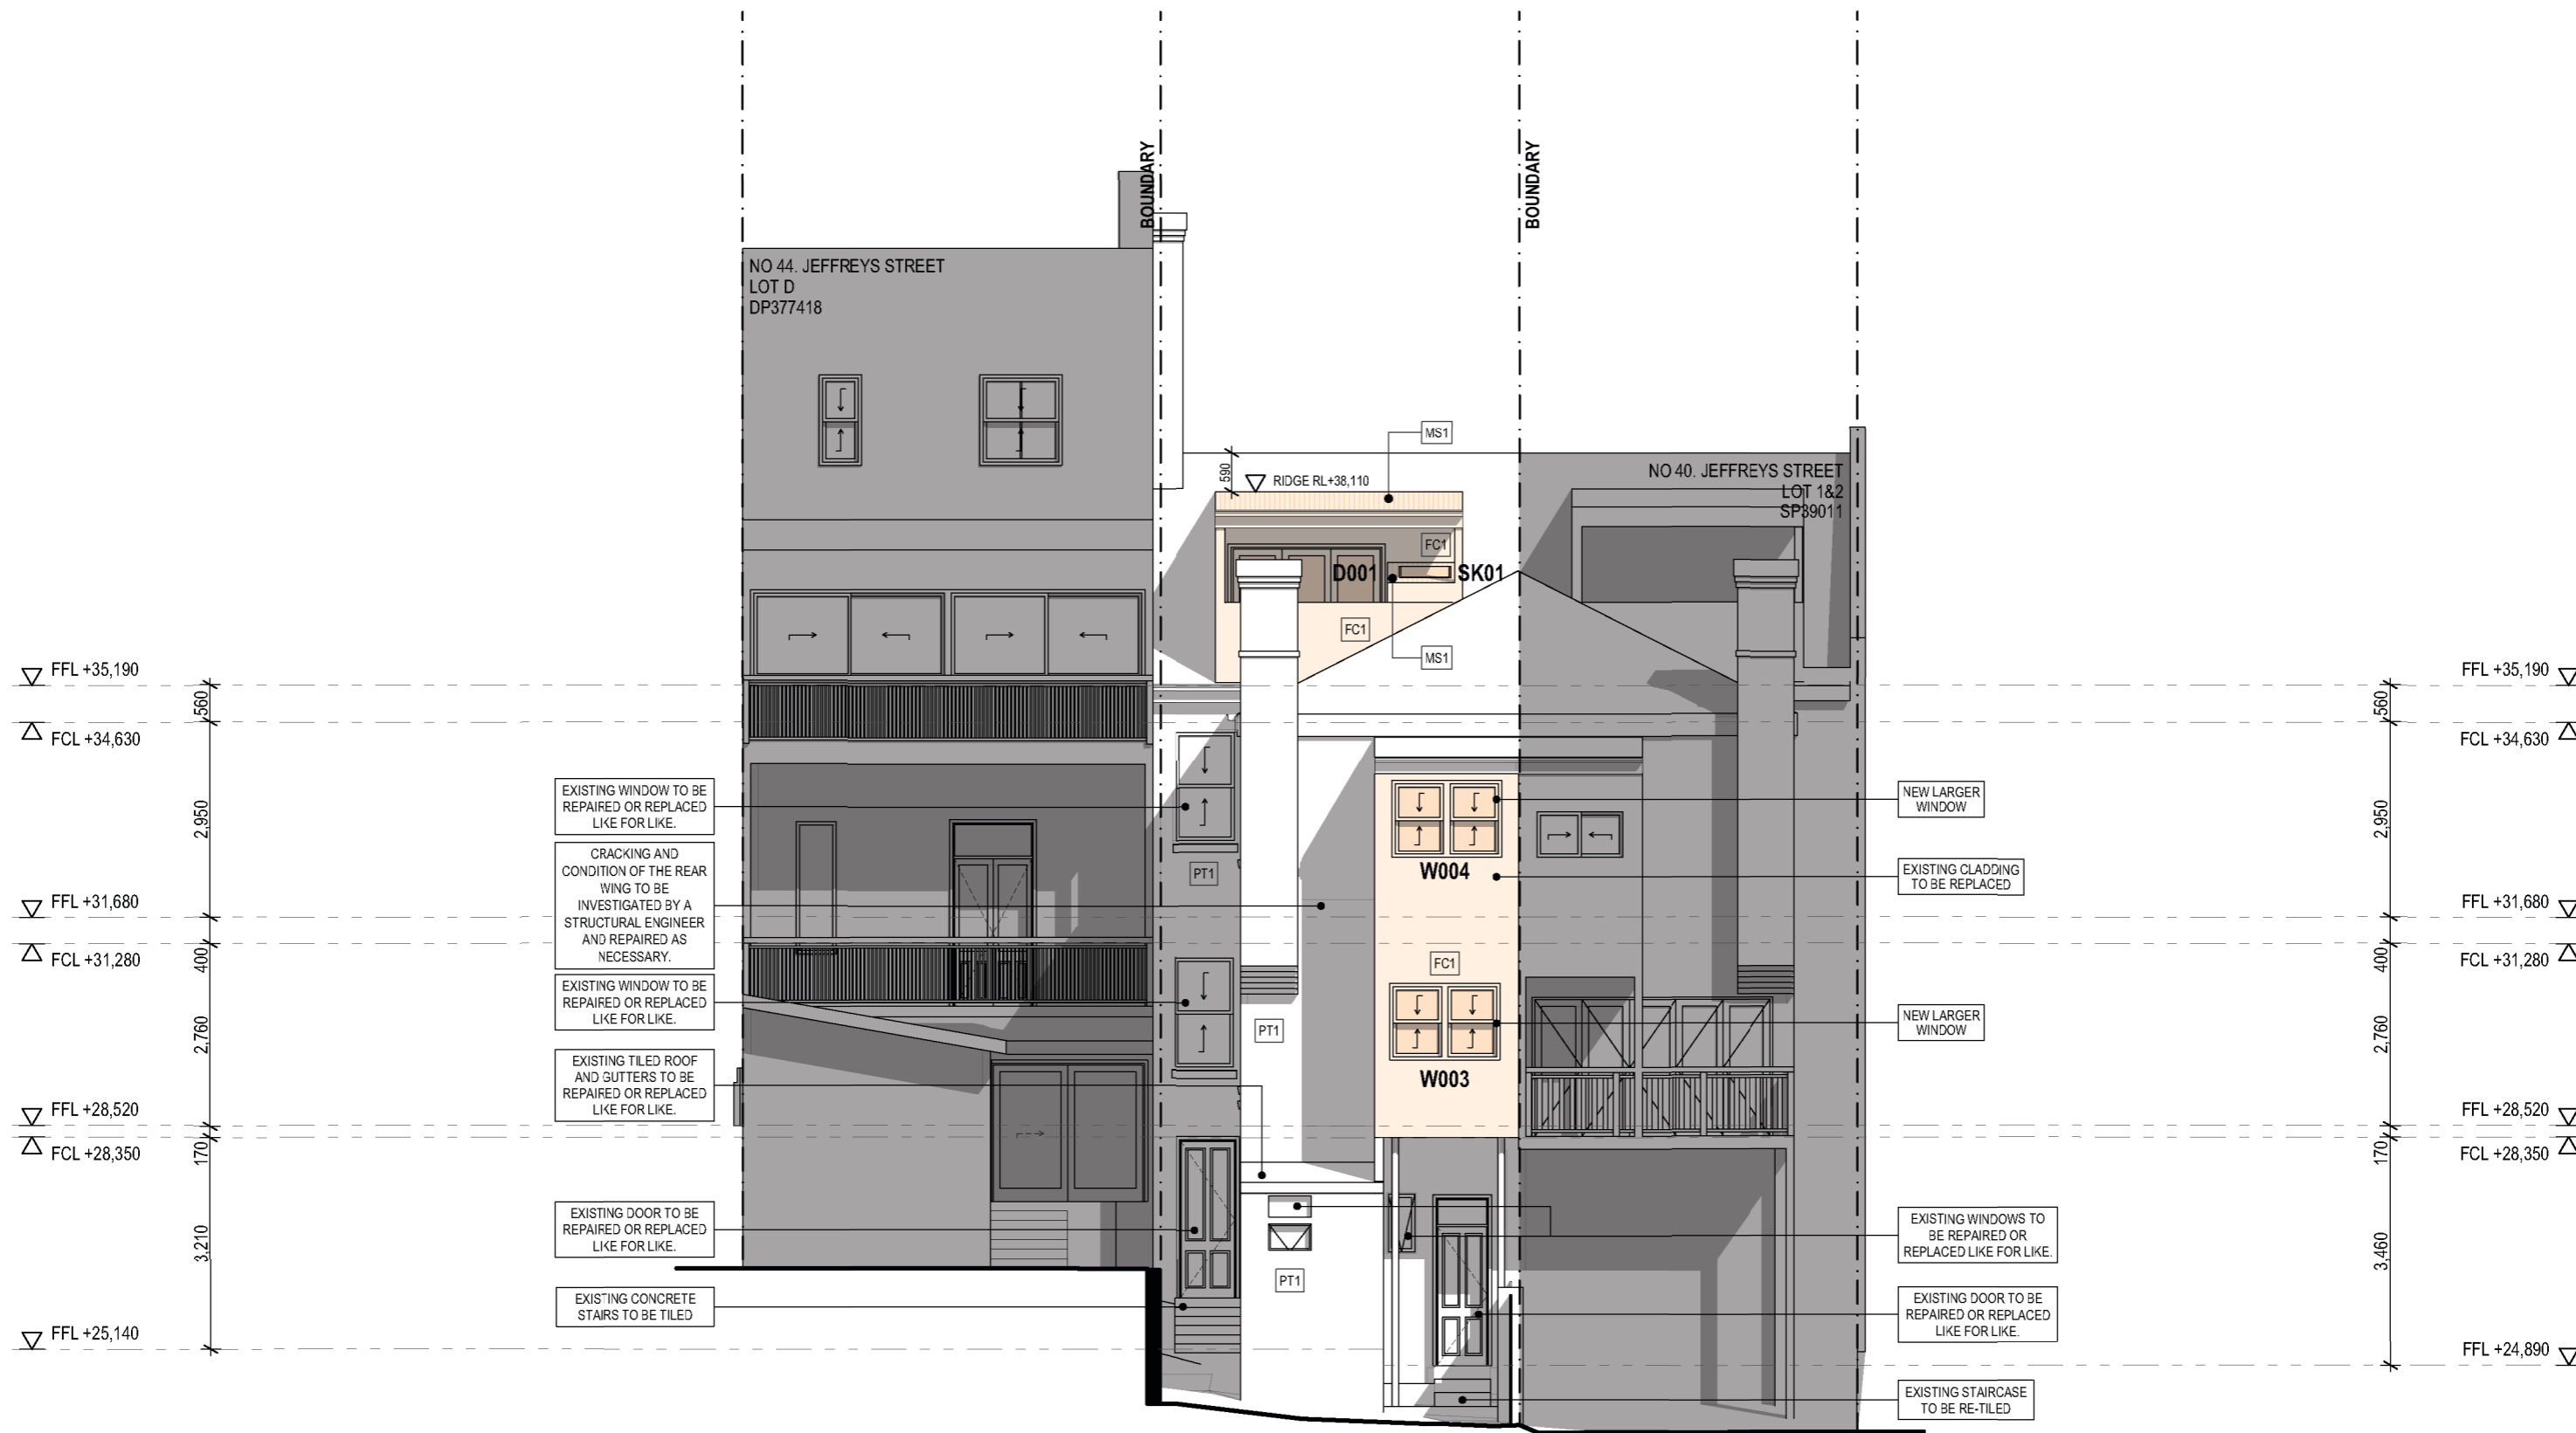 BOUNDARY
BOUNDARY
NO 44. JEFFREYS STREET
LOT D
DP377418
MS1
590
RIDGE RL+38,110
NO 40. JEFFREYS STREET
LOT 1&2
SP39011
FC1
D001
SK01
FC1
MS1
FFL +35,190
560
FCL +34,630
2,950
FFL +31,680
FCL +31,280
400
2,760
FFL +28,520
FCL +28,350
170
3,210
FFL +25,140
EXISTING WINDOW TO BE
REPAIRED OR REPLACED
LIKE FOR LIKE.
CRACKING AND
CONDITION OF THE REAR
WING TO BE
INVESTIGATED BY A
STRUCTURAL ENGINEER
AND REPAIRED AS
NECESSARY.
EXISTING WINDOW TO BE
REPAIRED OR REPLACED
LIKE FOR LIKE.
EXISTING TILED ROOF
AND GUTTERS TO BE
REPAIRED OR REPLACED
LIKE FOR LIKE.
EXISTING DOOR TO BE
REPAIRED OR REPLACED
LIKE FOR LIKE.
EXISTING CONCRETE
STAIRS TO BE TILED
PT1
W004
FC1
PT1
W003
PT1
NEW LARGER
WINDOW
EXISTING CLADDING
TO BE REPLACED
NEW LARGER
WINDOW
EXISTING WINDOWS TO
BE REPAIRED OR
REPLACED LIKE FOR LIKE.
EXISTING DOOR TO BE
REPAIRED OR REPLACED
LIKE FOR LIKE.
EXISTING STAIRCASE
TO BE RE-TILED
FFL +35,190
560
FCL +34,630
2,950
FFL +31,680
FCL +31,280
400
2,760
FFL +28,520
FCL +28,350
170
3,460
FFL +24,890